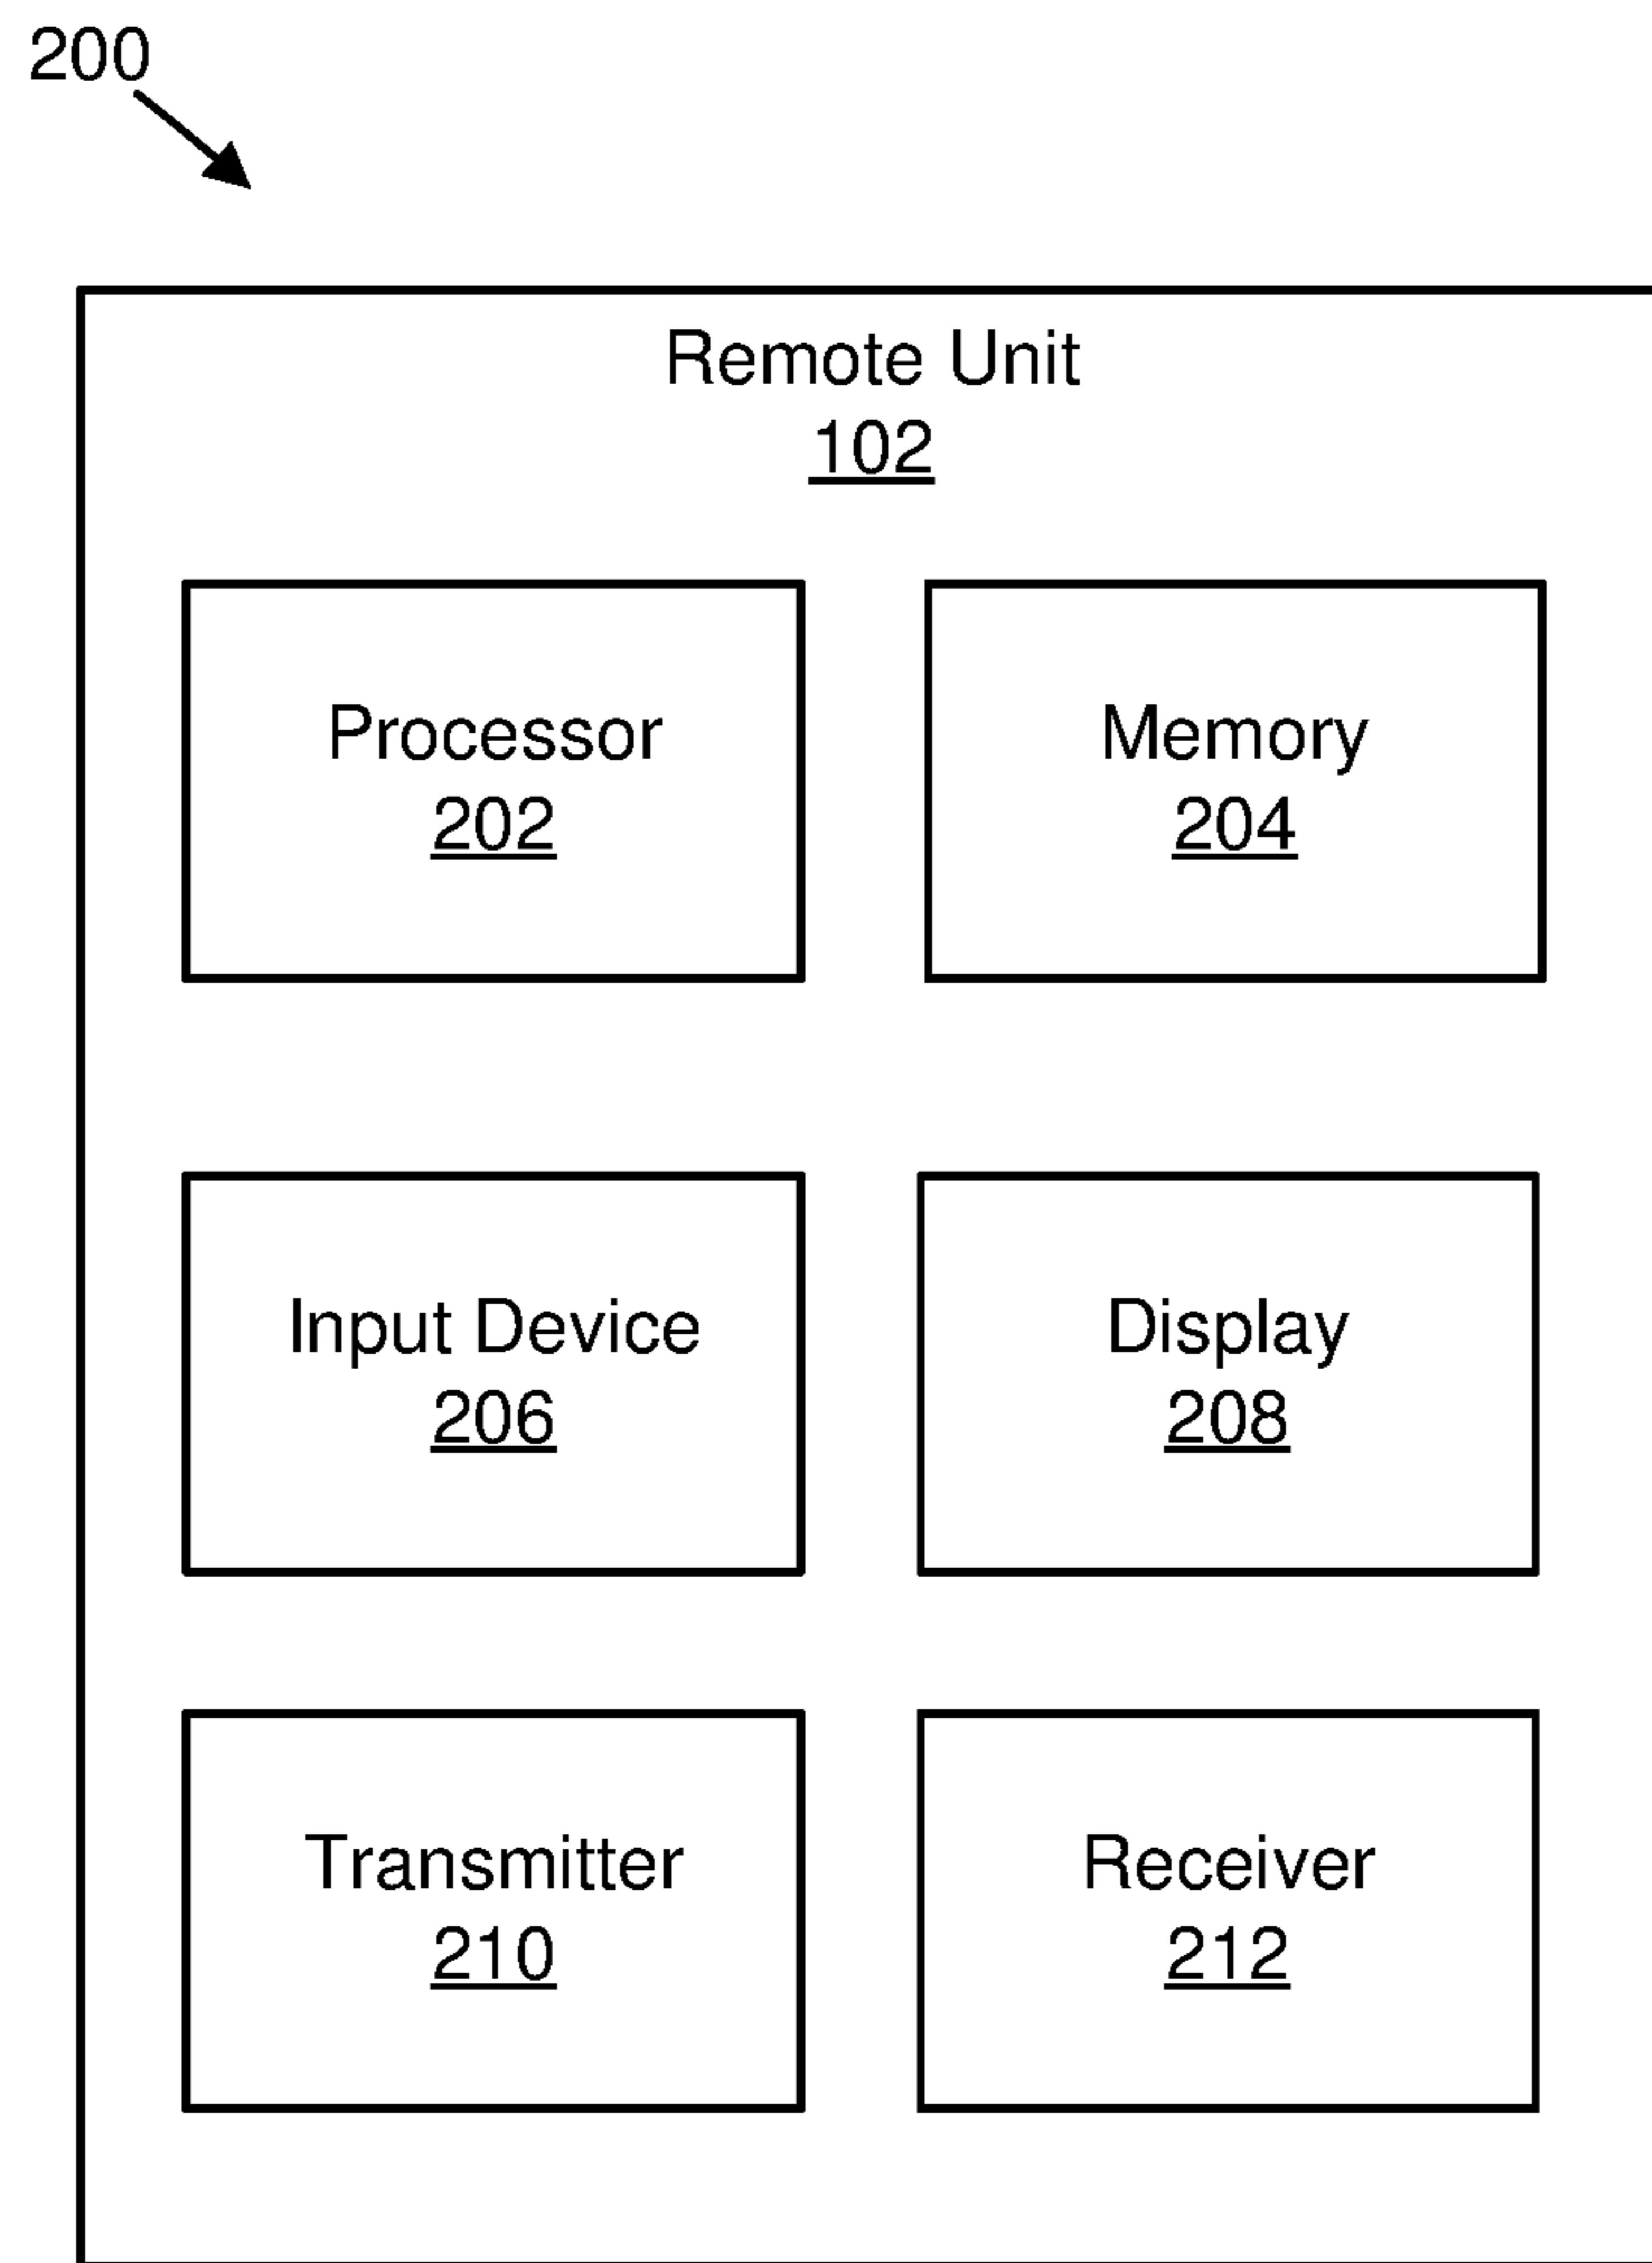 200
Remote Unit
102
Processor
202
Memory
204
Input Device
206
Display
208
Transmitter
210
Receiver
212